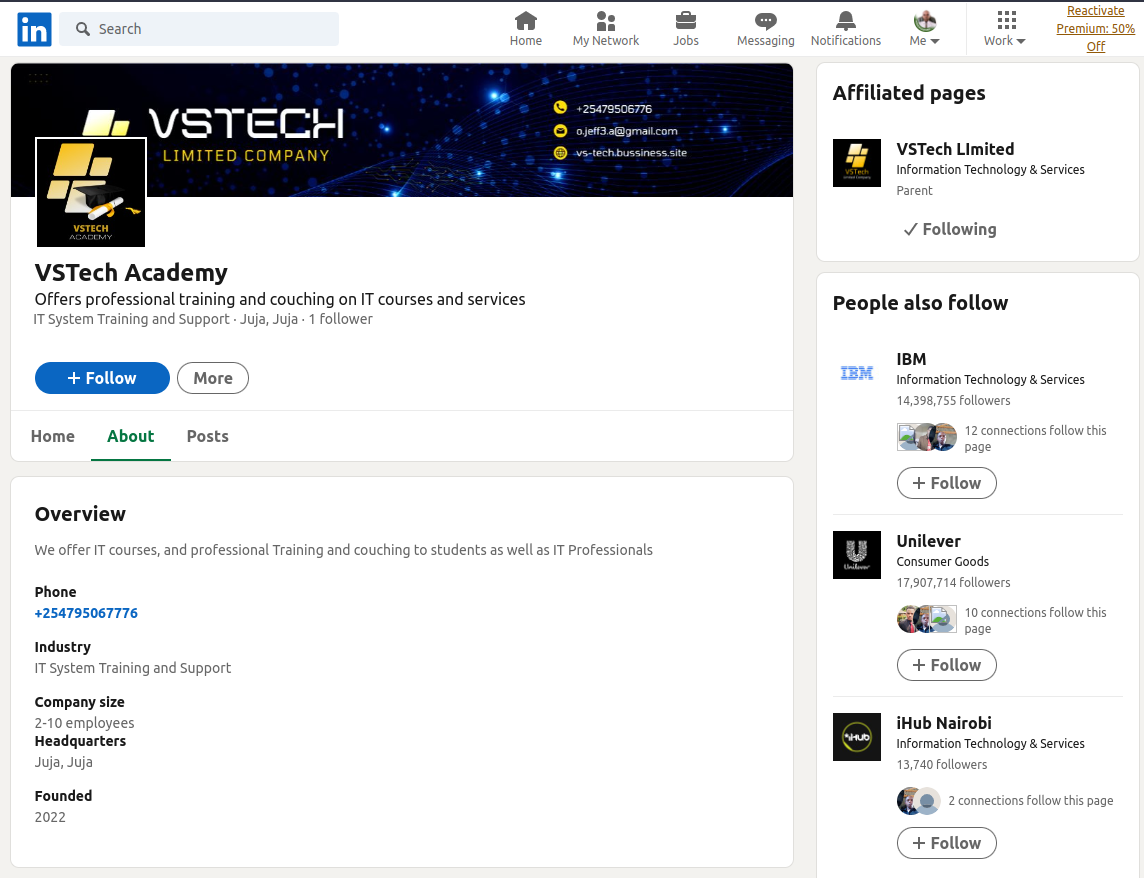 in
Search
Home
My Network
Jobs
Messaging
Notifications
Me
Work
Reactivate
Premium: 50%
Off
VSTECH
LIMITED COMPANY
+25479506776
o.jeff3.a@gmail.com
vs-tech.bussiness.site
VSTECH
ACADEMY
VSTech Academy
Offers professional training and couching on IT courses and services
IT System Training and Support · Juja, Juja · 1 follower
+ Follow
More
Home
About
Posts
Overview
We offer IT courses, and professional Training and couching to students as well as IT Professionals
Phone
+254795067776
Industry
IT System Training and Support
Company size
2-10 employees
Headquarters
Juja, Juja
Founded
2022
Affiliated pages
VSTech
Limited Company
VSTech LImited
Information Technology & Services
Parent
Following
People also follow
IBM
IBM
Information Technology & Services
14,398,755 followers
12 connections follow this
page
+ Follow
Unilever
Unilever
Consumer Goods
17,907,714 followers
10 connections follow this
page
+ Follow
iHub
iHub Nairobi
Information Technology & Services
13,740 followers
2 connections follow this page
+ Follow